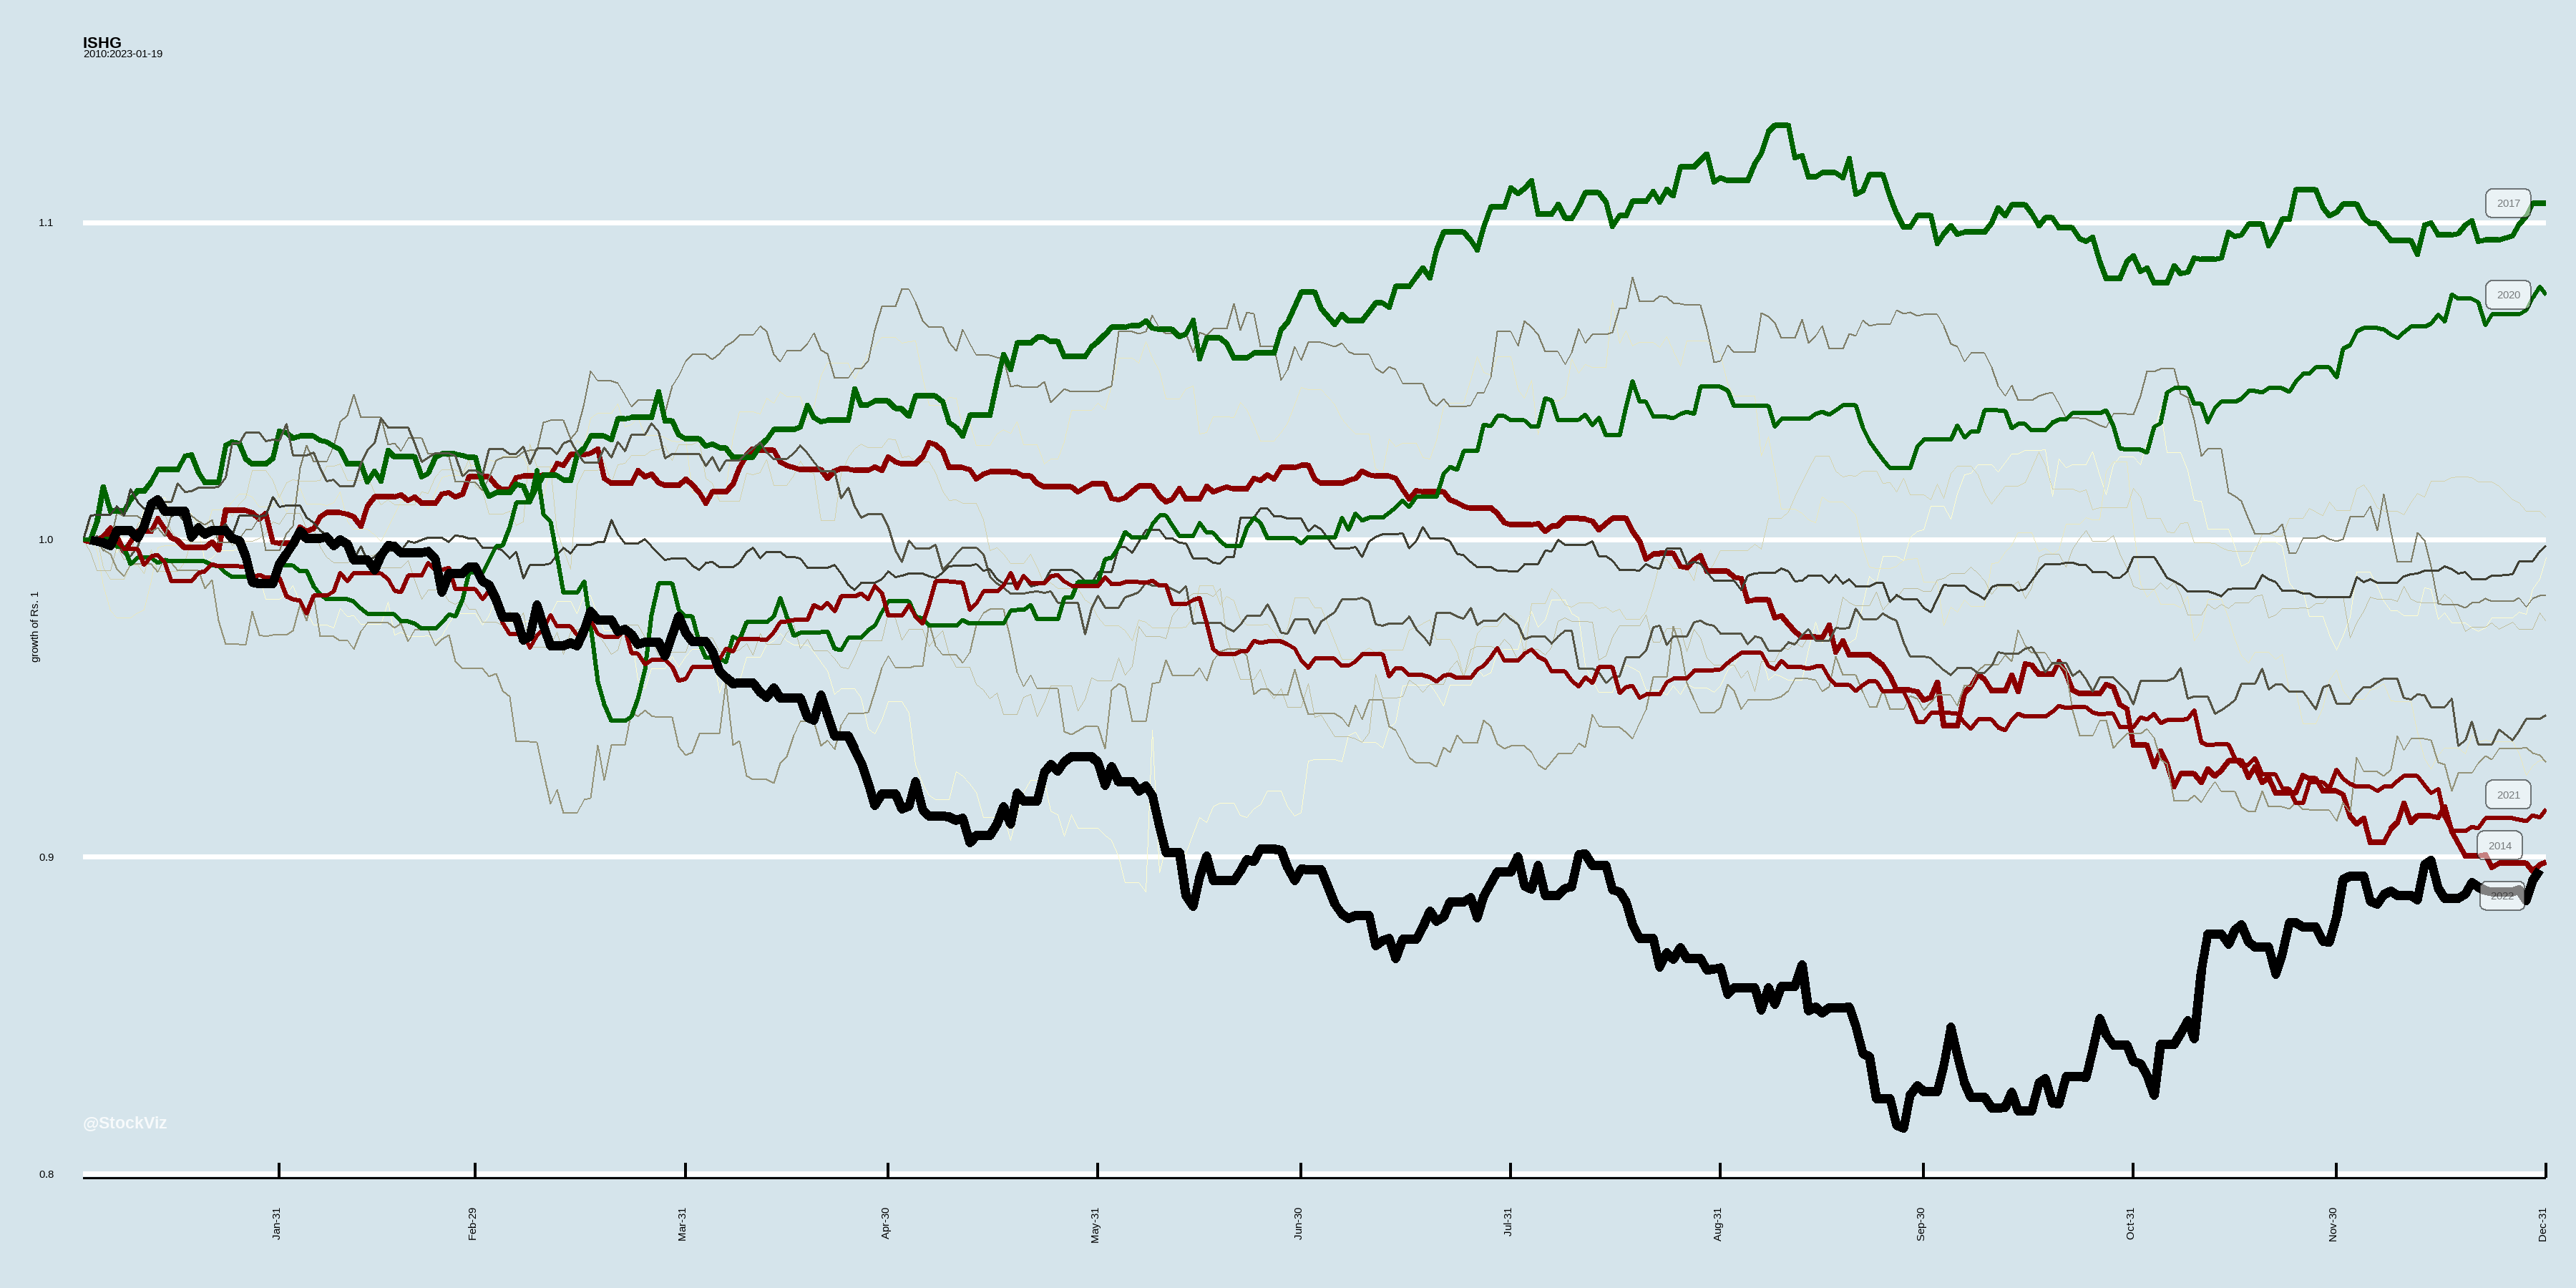 ISHG
2010:2023-01-19
1.1
1.0
0.9
0.8
growth of Rs. 1
2017
2020
2021
2014
2022
@StockViz
Jan-31
Feb-29
Mar-31
Apr-30
May-31
Jun-30
Jul-31
Aug-31
Sep-30
Oct-31
Nov-30
Dec-31